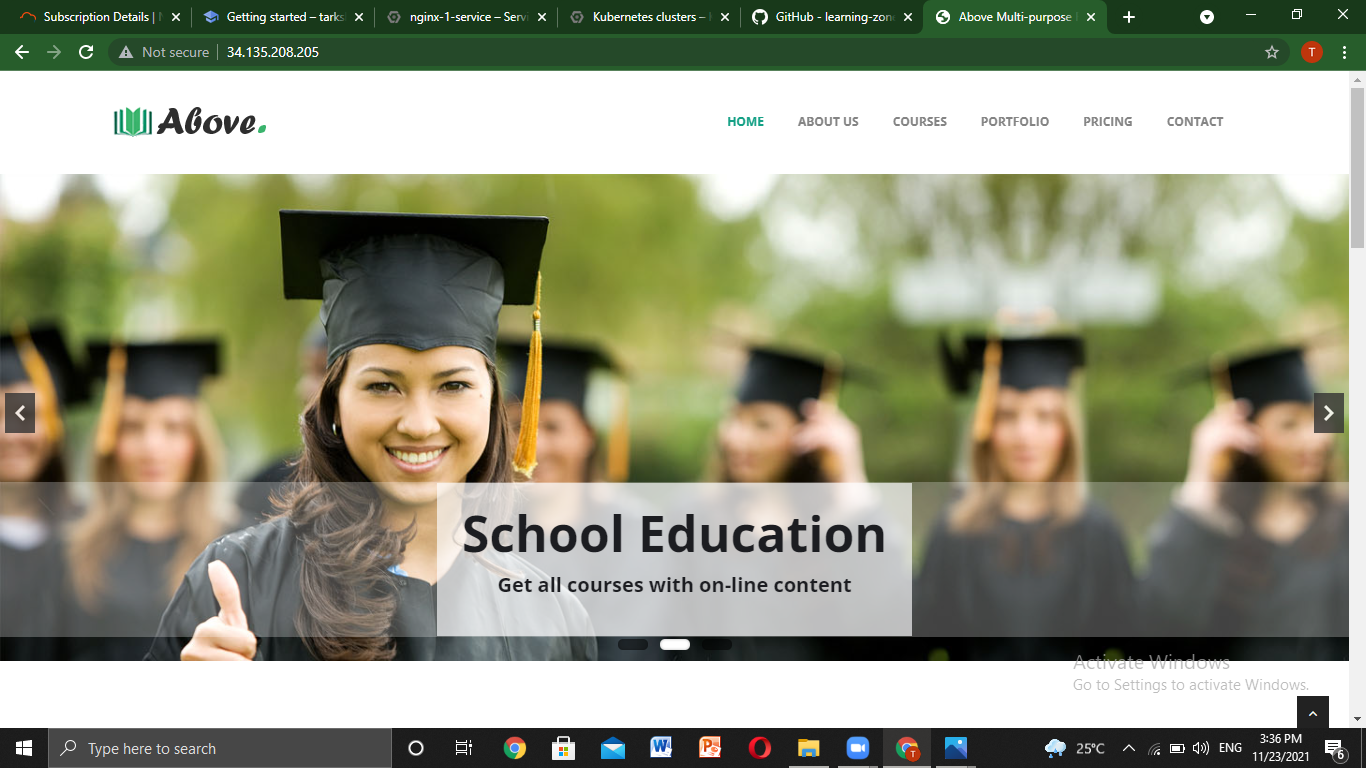 Subscription Details | N
Getting started – tarks
nginx-1-service – Servi
Kubernetes clusters –
GitHub - learning-zon
Above Multi-purpose
Not secure
34.135.208.205
T
Above.
HOME
ABOUT US
COURSES
PORTFOLIO
PRICING
CONTACT
School Education
Get all courses with on-line content
Activate Windows
Go to Settings to activate Windows.
Type here to search
T
25°C
ENG
3:36 PM
11/23/2021
6